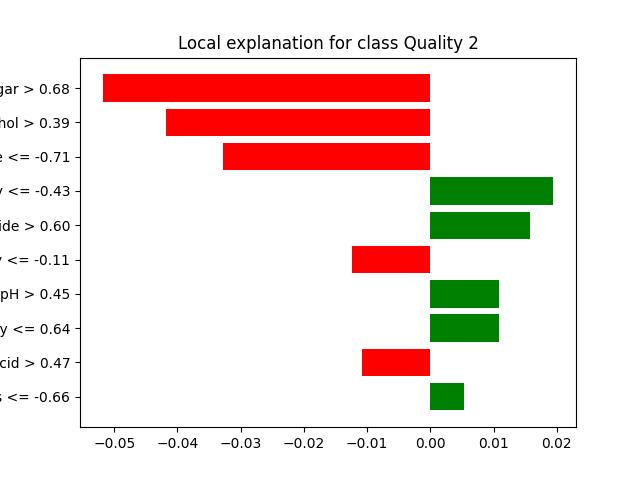 Local explanation for class Quality 2
gar > 0.68
hol > 0.39
e <= -0.71
y <= -0.43
ide > 0.60
y <= -0.11
pH > 0.45
y <= 0.64
cid > 0.47
s <= -0.66
−0.05 −0.04 −0.03 −0.02 −0.01 0.00 0.01 0.02